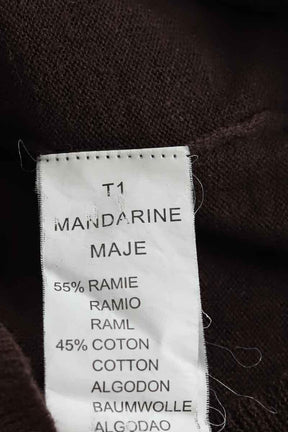 T1
MANDARINE
MAJE
55% RAMIE
RAMIO
RAML
45% COTON
COTTON
ALGODON
BAUMWOLLE
ALGODAO